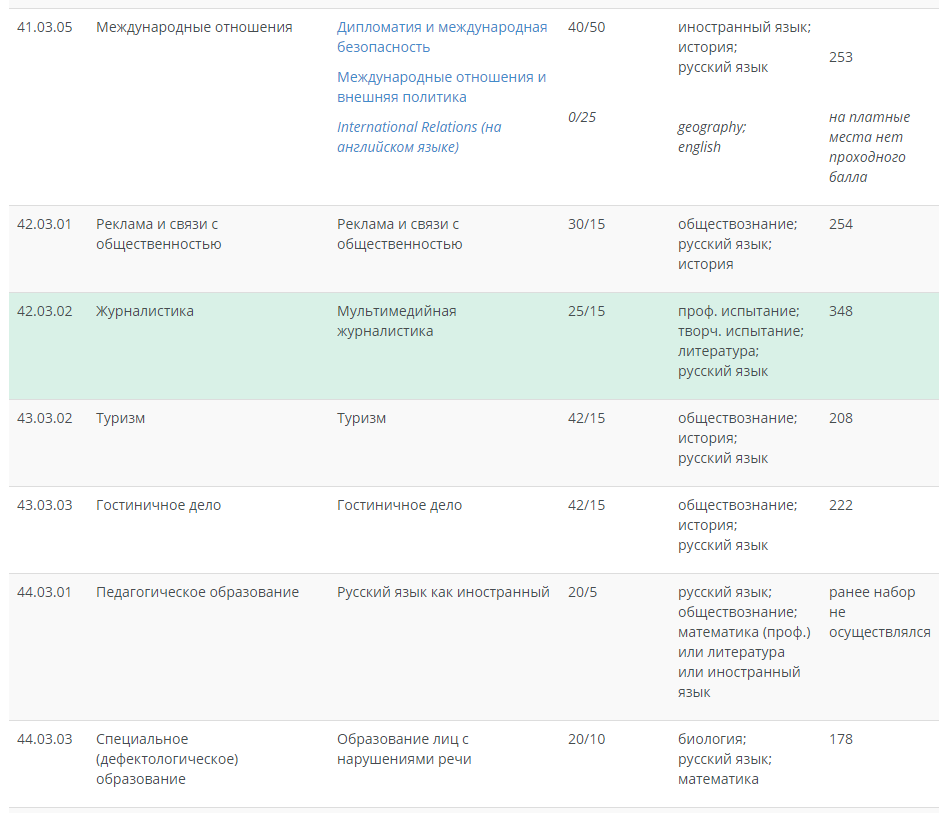 41.03.05
Международные отношения
Дипломатия и международная
безопасность
Международные отношения и
внешняя политика
International Relations (на
английском языке)
40/50
0/25
иностранный язык;
история;
русский язык
geography;
english
253
на платные
места нет
проходного
балла
42.03.01
Реклама и связи с
общественностью
Реклама и связи с
общественностью
30/15
обществознание;
русский язык;
история
254
42.03.02
Журналистика
Мультимедийная
журналистика
25/15
проф. испытание;
творч. испытание;
литература;
русский язык
348
43.03.02
Туризм
Туризм
42/15
обществознание;
история;
русский язык
208
43.03.03
Гостиничное дело
Гостиничное дело
42/15
обществознание;
история;
русский язык
222
44.03.01
Педагогическое образование
Русский язык как иностранный
20/5
русский язык;
обществознание;
математика (проф.)
или литература
или иностранный
язык
ранее набор
не
осуществлялся
44.03.03
Специальное
(дефектологическое)
образование
Образование лиц с
нарушениями речи
20/10
биология;
русский язык;
математика
178